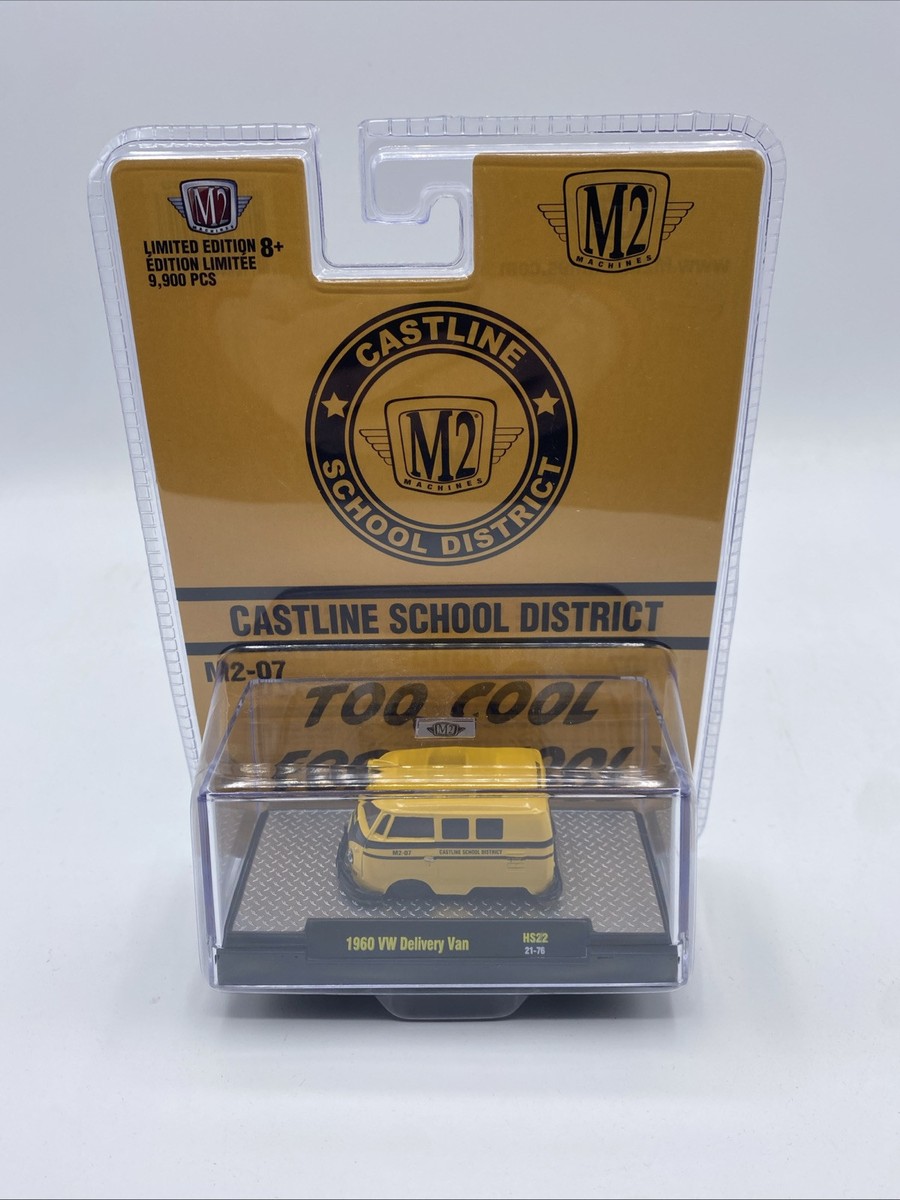 M2
MACHINES
LIMITED EDITION 8+
ÉDITION LIMITÉE
9,900 PCS
M2
MACHINES
CASTLINE
M2
MACHINES
SCHOOL DISTRICT
CASTLINE SCHOOL DISTRICT
M2-07
TOO COOL
M2
M2-07 CASTLINE SCHOOL DISTRICT
1960 VW Delivery Van HS22
21-76